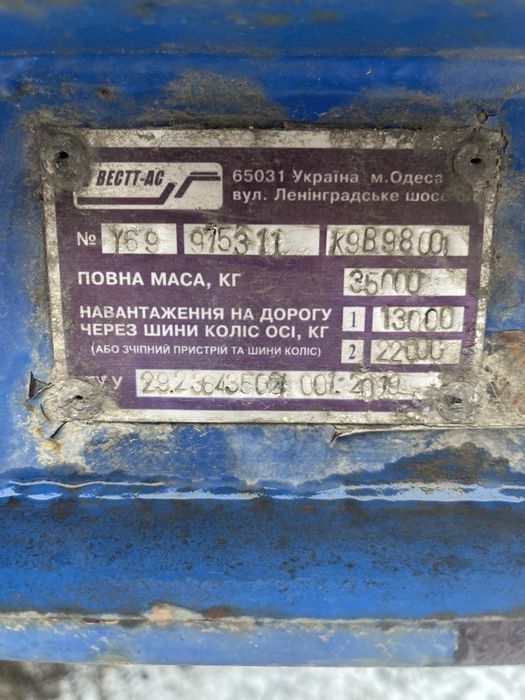 ВЕСТТ-АС
65031 Україна м.Одеса
вул. Ленінградське
№ Y69 975311 K9B98001
ПОВНА МАСА, КГ 35000
НАВАНТАЖЕННЯ НА ДОРОГУ
ЧЕРЕЗ ШИНИ КОЛІС ОСІ, КГ
(АБО ЗЧІПНИЙ ПРИСТРІЙ ТА ШИНИ КОЛІС)
1 13000
2 22000
У